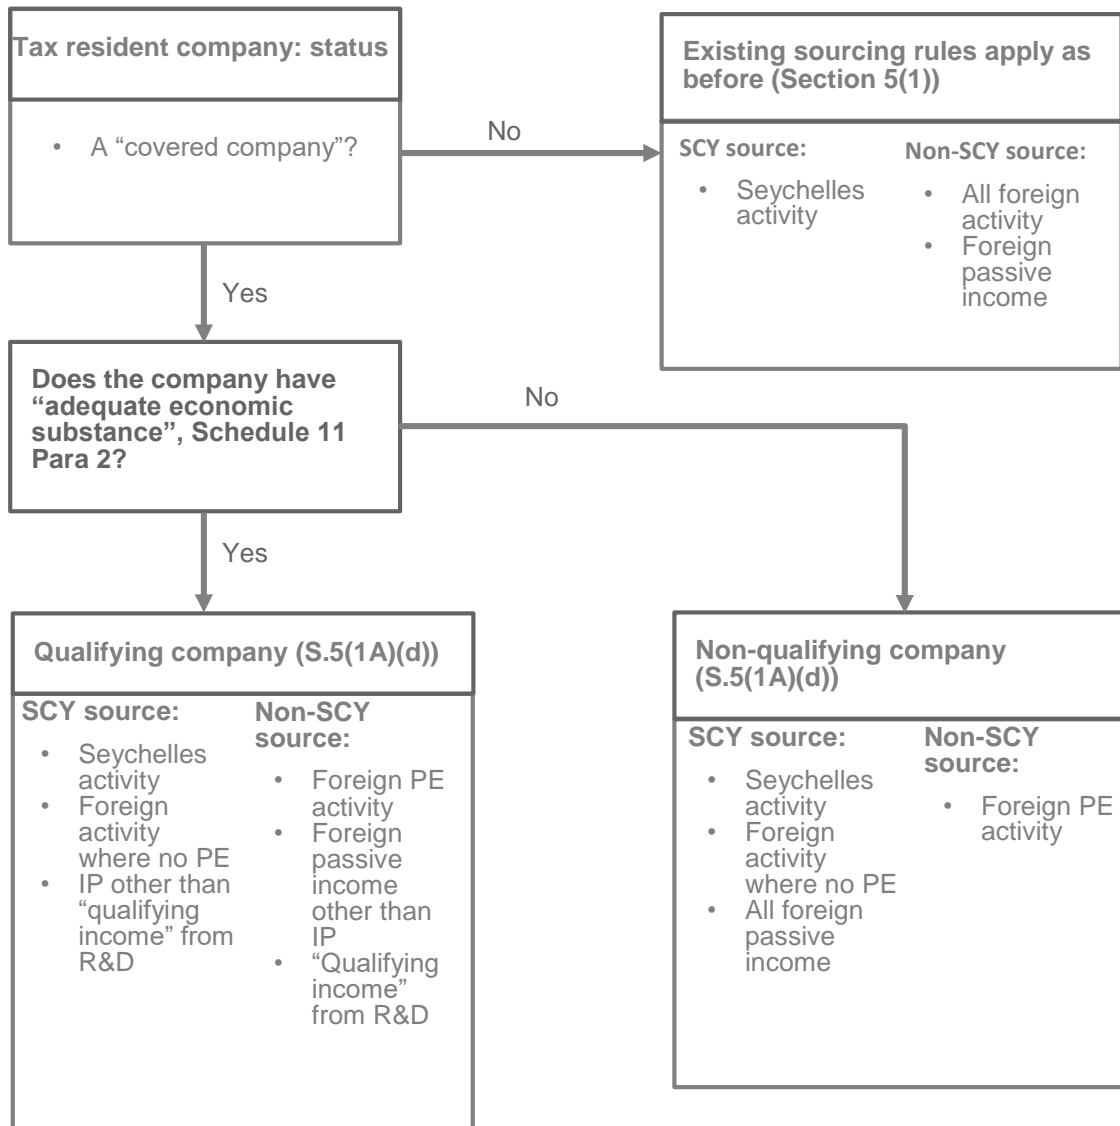 Tax resident company: status
• A “covered company”?
No
Existing sourcing rules apply as
before (Section 5(1))
SCY source:
• Seychelles
activity
Non-SCY source:
• All foreign
activity
• Foreign
passive
income
Yes
Does the company have
“adequate economic
substance”, Schedule 11
Para 2?
No
Yes
Qualifying company (S.5(1A)(d))
SCY source:
• Seychelles
activity
• Foreign
activity
where no PE
• IP other than
“qualifying
income” from
R&D
Non-SCY
source:
• Foreign PE
activity
• Foreign
passive
income
other than
IP
• “Qualifying
income”
from R&D
Non-qualifying company
(S.5(1A)(d))
SCY source:
• Seychelles
activity
• Foreign
activity
where no PE
• All foreign
passive
income
Non-SCY
source:
• Foreign PE
activity